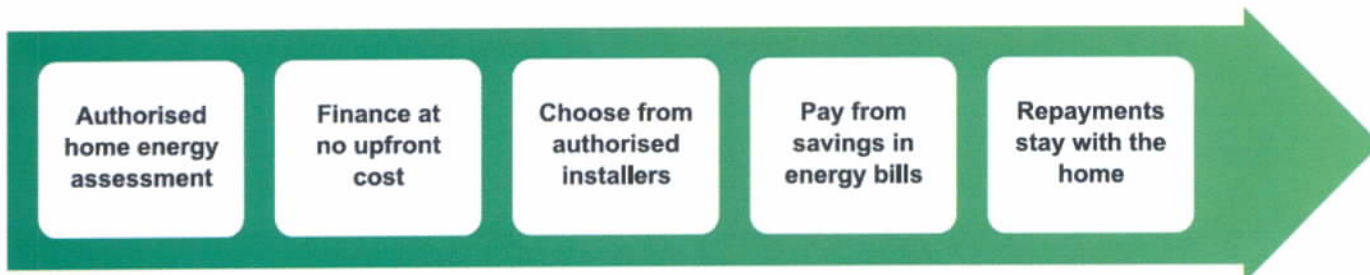 Authorised
home energy
assessment
Finance at
no upfront
cost
Choose from
authorised
installers
Pay from
savings in
energy bills
Repayments
stay with the
home